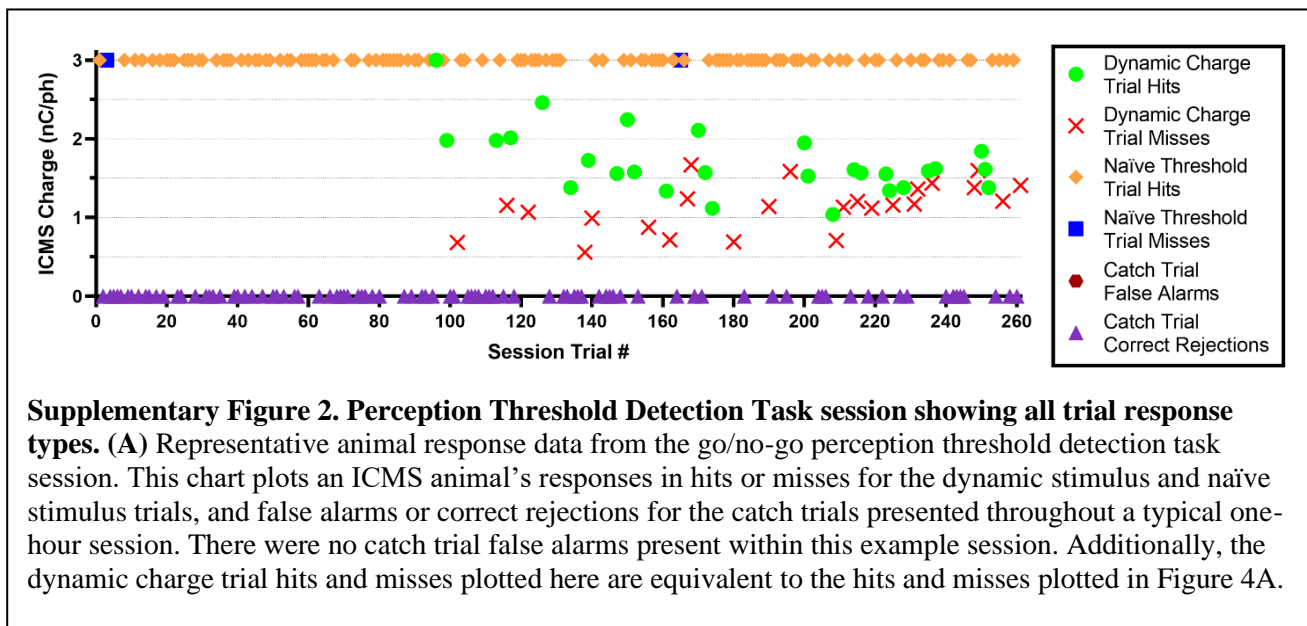 ICMS Charge (nC/ph)
3
2
1
0
0 20 40 60 80 100 120 140 160 180 200 220 240 260
Session Trial #
Dynamic Charge
Trial Hits
Dynamic Charge
Trial Misses
Naïve Threshold
Trial Hits
Naïve Threshold
Trial Misses
Catch Trial
False Alarms
Catch Trial
Correct Rejections
Supplementary Figure 2. Perception Threshold Detection Task session showing all trial response
types. (A) Representative animal response data from the go/no-go perception threshold detection task
session. This chart plots an ICMS animal’s responses in hits or misses for the dynamic stimulus and naïve
stimulus trials, and false alarms or correct rejections for the catch trials presented throughout a typical one-
hour session. There were no catch trial false alarms present within this example session. Additionally, the
dynamic charge trial hits and misses plotted here are equivalent to the hits and misses plotted in Figure 4A.